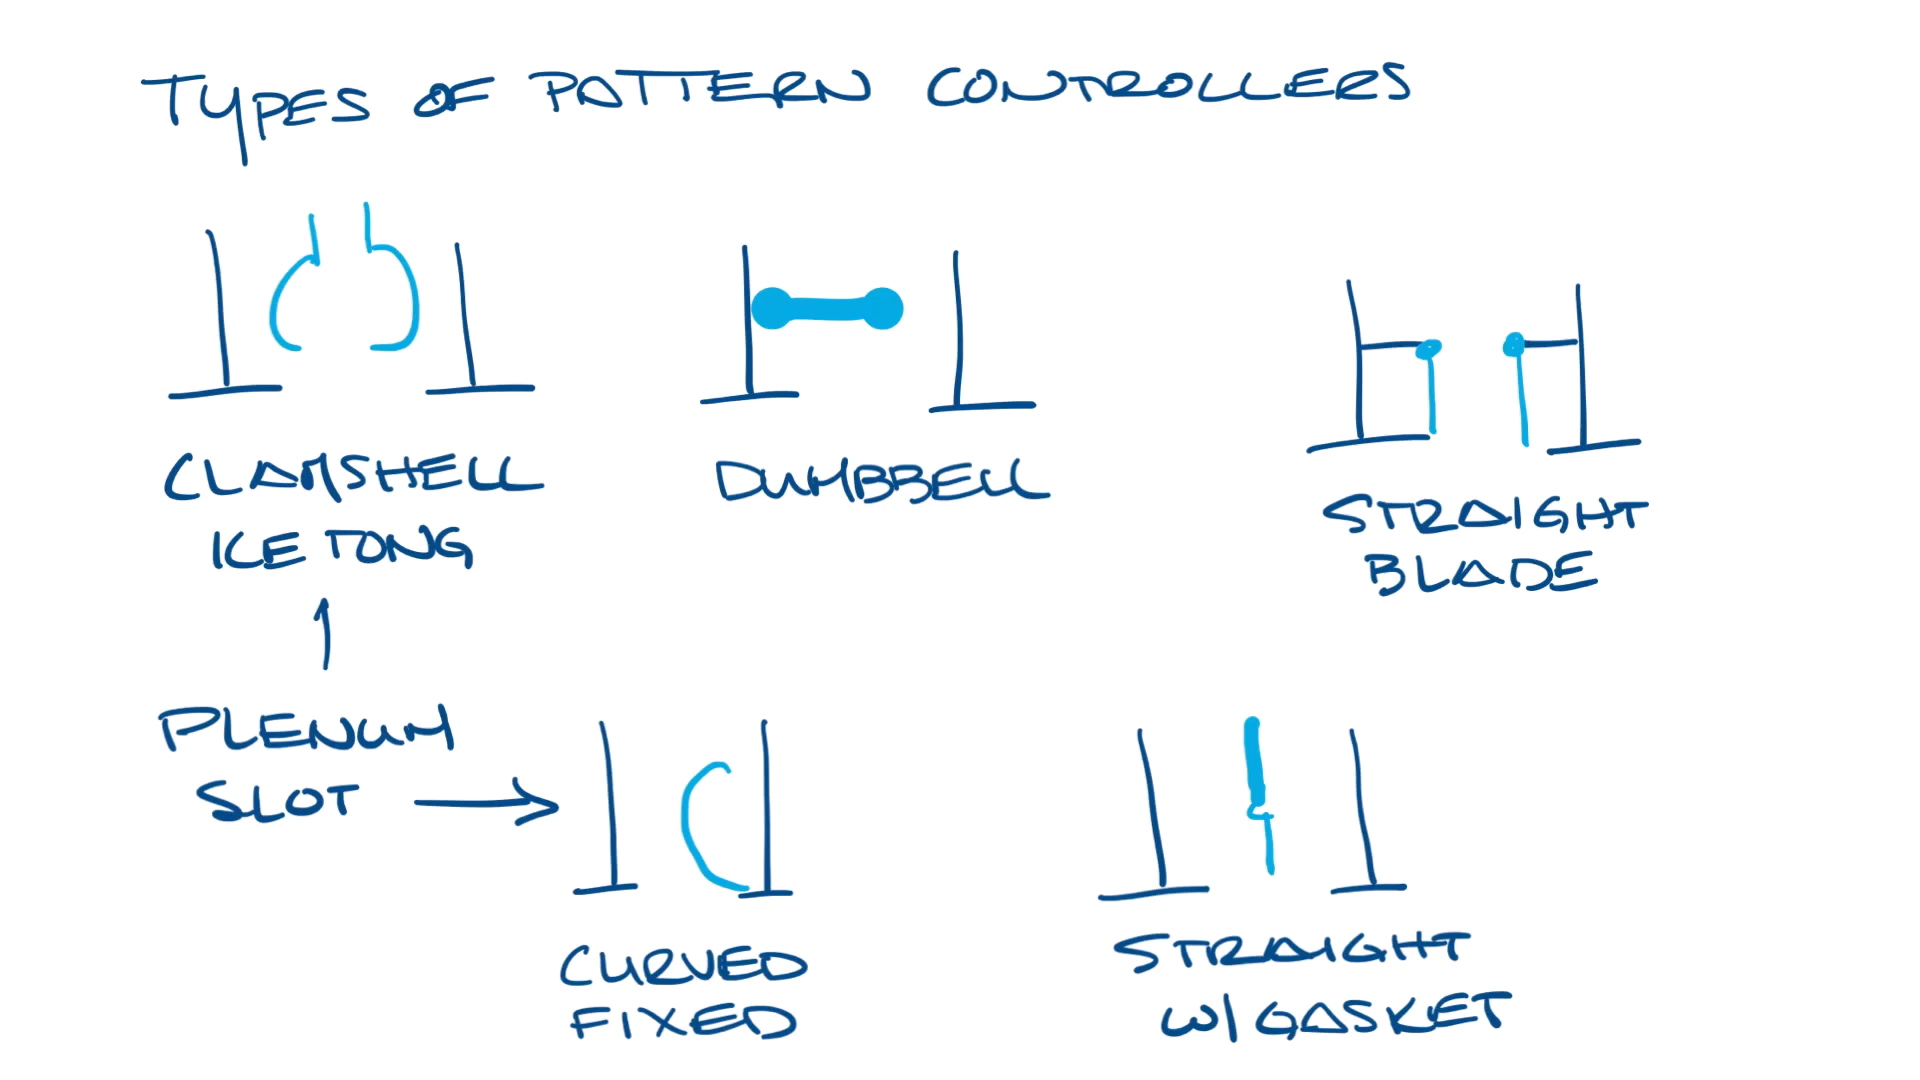 TYPES OF PATTERN CONTROLLERS
CLAMSHELL
ICE TONG
DUMBBELL
STRAIGHT
BLADE
PLENUM
SLOT
CURVED
FIXED
STRAIGHT
W/GASKET